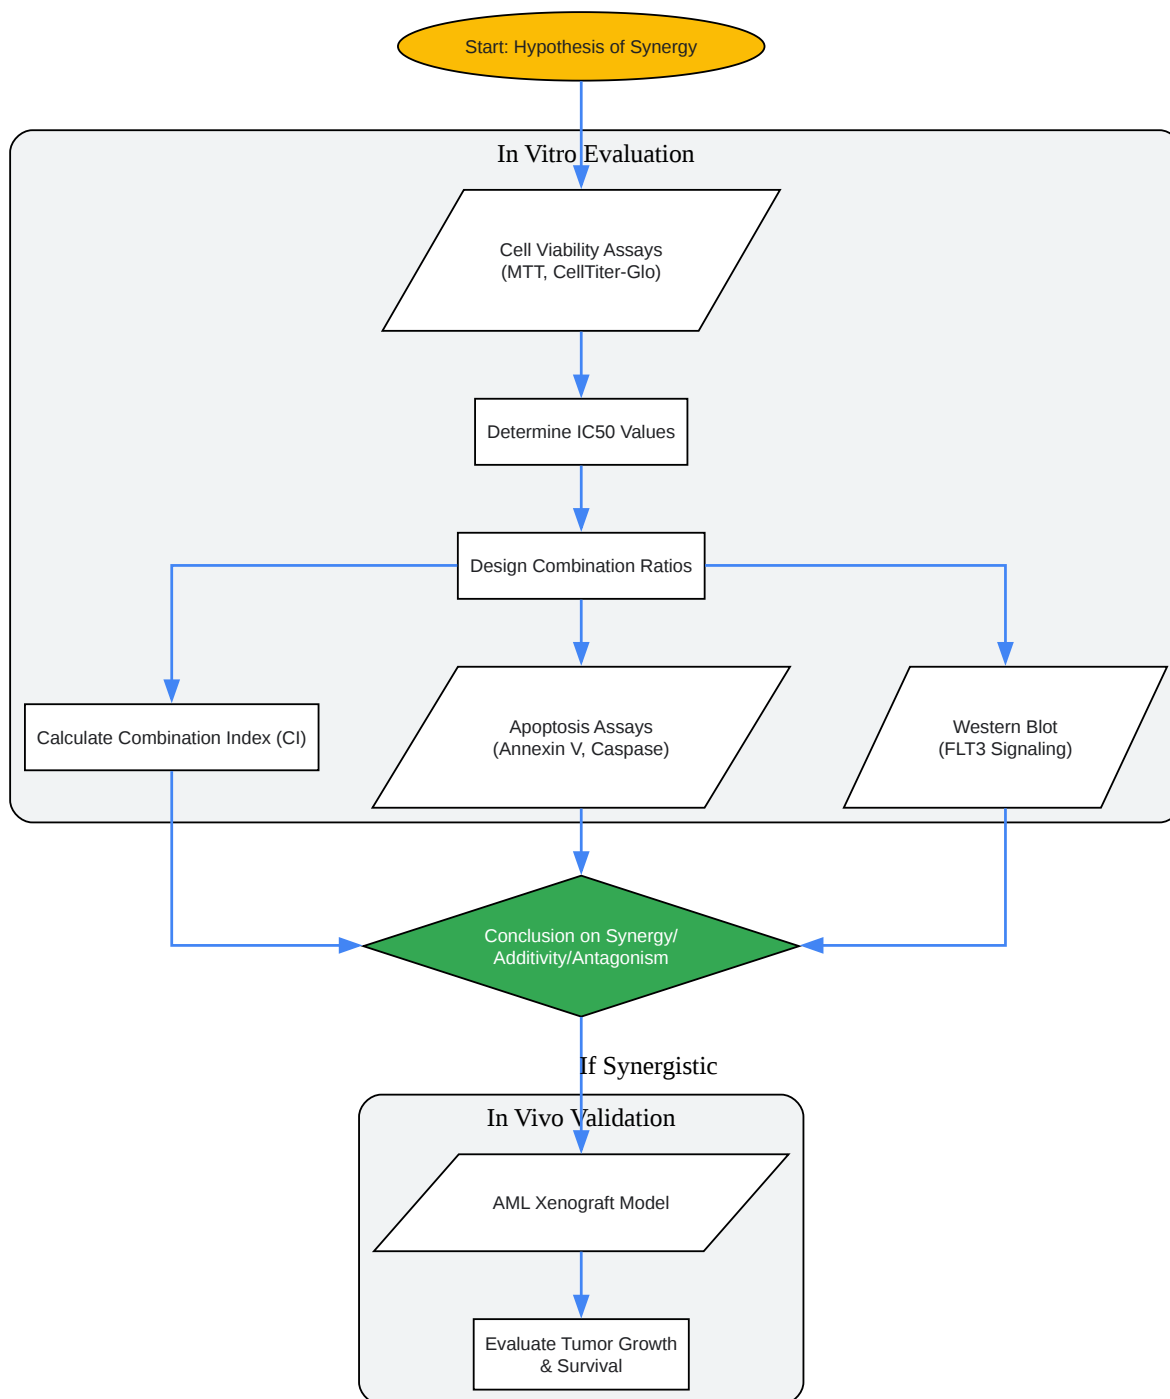 Start: Hypothesis of Synergy
In Vitro Evaluation
Cell Viability Assays
(MTT, CellTiter-Glo)
Determine IC50 Values
Design Combination Ratios
Calculate Combination Index (CI)
Apoptosis Assays
(Annexin V, Caspase)
Western Blot
(FLT3 Signaling)
Conclusion on Synergy/
Additivity/Antagonism
If Synergistic
In Vivo Validation
AML Xenograft Model
Evaluate Tumor Growth
& Survival